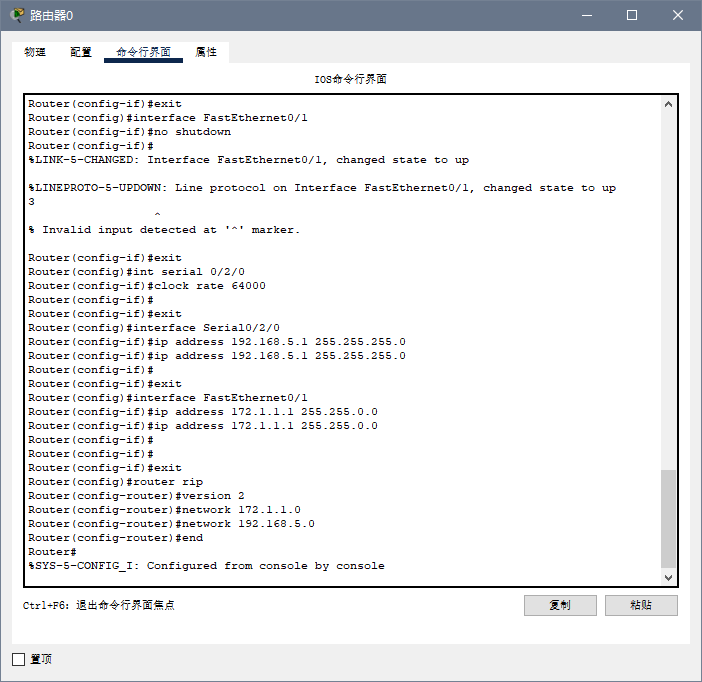 路由器0
物理 配置 命令行界面 属性
IOS命令行界面
Router(config-if)#exit
Router(config)#interface FastEthernet0/1
Router(config-if)#no shutdown
Router(config-if)#
%LINK-5-CHANGED: Interface FastEthernet0/1, changed state to up
%LINEPROTO-5-UPDOWN: Line protocol on Interface FastEthernet0/1, changed state to up
3
^
% Invalid input detected at '^' marker.
Router(config-if)#exit
Router(config)#int serial 0/2/0
Router(config-if)#clock rate 64000
Router(config-if)#
Router(config-if)#exit
Router(config)#interface Serial0/2/0
Router(config-if)#ip address 192.168.5.1 255.255.255.0
Router(config-if)#ip address 192.168.5.1 255.255.255.0
Router(config-if)#
Router(config-if)#exit
Router(config)#interface FastEthernet0/1
Router(config-if)#ip address 172.1.1.1 255.255.0.0
Router(config-if)#ip address 172.1.1.1 255.255.0.0
Router(config-if)#
Router(config-if)#
Router(config-if)#exit
Router(config)#router rip
Router(config-router)#version 2
Router(config-router)#network 172.1.1.0
Router(config-router)#network 192.168.5.0
Router(config-router)#end
Router#
%SYS-5-CONFIG_I: Configured from console by console
Ctrl+F6: 退出命令行界面焦点 复制 粘贴
置顶